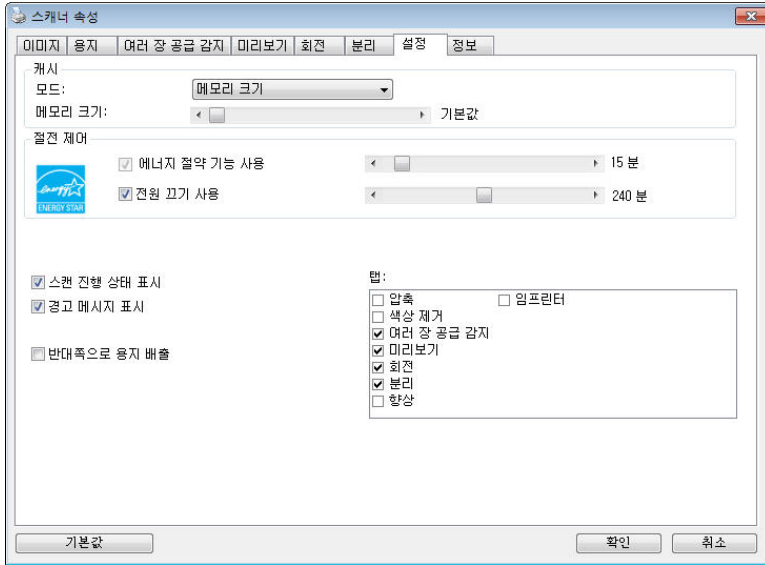 스캐너 속성
이미지 용지 여러 장 공급 감지 미리보기 회전 분리 설정 정보
캐시
모드: 메모리 크기
메모리 크기: 기본값
절전 제어
에너지 절약 기능 사용 15 분
전원 끄기 사용 240 분
energy
ENERGY STAR
스캔 진행 상태 표시
경고 메시지 표시
반대쪽으로 용지 배출
탭:
압축 임프린터
색상 제거
여러 장 공급 감지
미리보기
회전
분리
향상
기본값 확인 취소